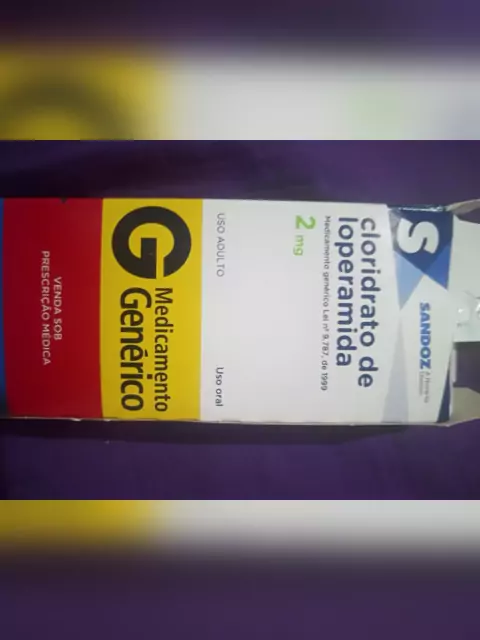 SANDOZ
cloridrato de
loperamida
Medicamento genérico Lei nº 9.787, de 1999
2 mg
USO ADULTO
Uso oral
G
Medicamento
Genérico
VENDA SOB
PRESCRIÇÃO MÉDICA